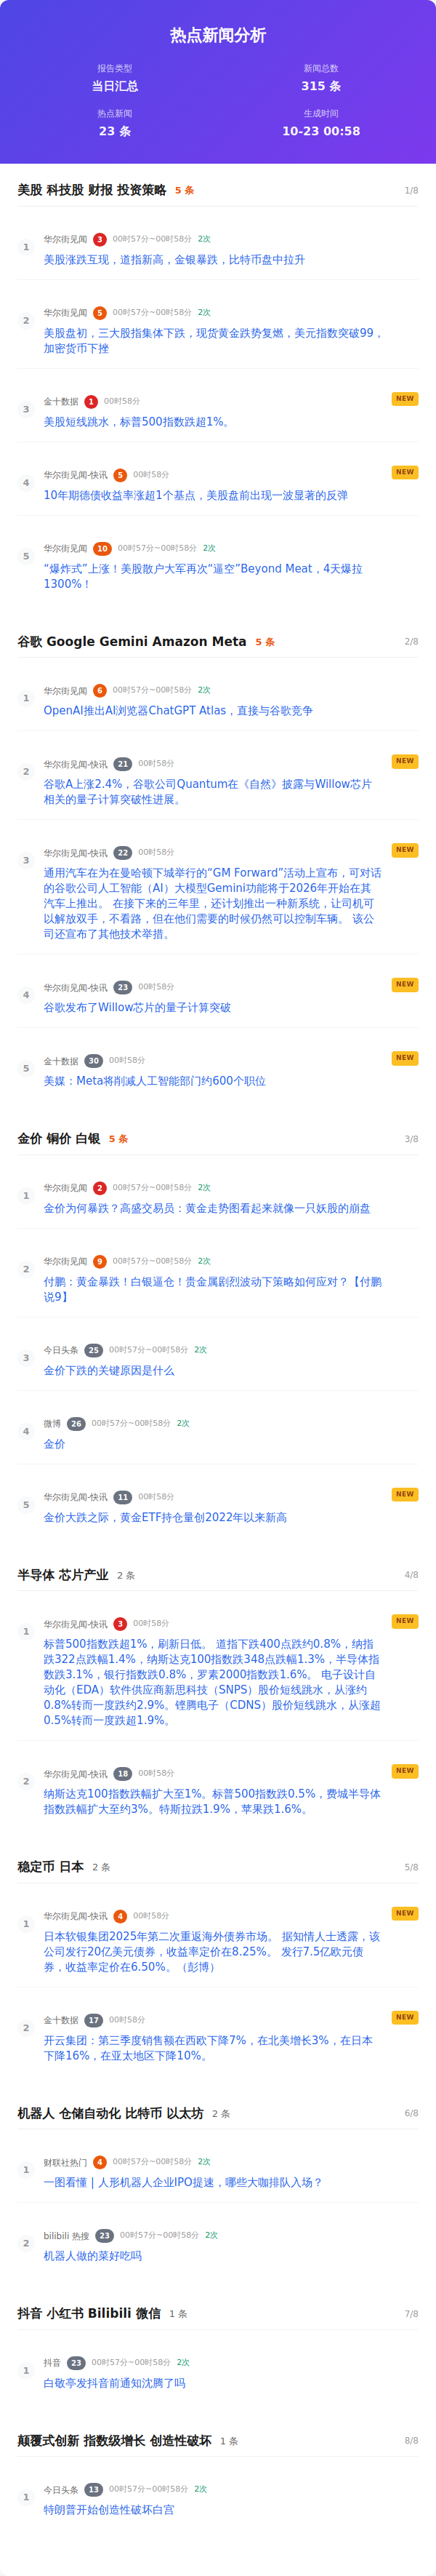 热点新闻分析
报告类型
当日汇总
新闻总数
315 条
热点新闻
23 条
生成时间
10-23 00:58
美股 科技股 财报 投资策略 5 条 1/8
1
华尔街见闻 3 00时57分~00时58分 2次
美股涨跌互现，道指新高，金银暴跌，比特币盘中拉升
2
华尔街见闻 5 00时57分~00时58分 2次
美股盘初，三大股指集体下跌，现货黄金跌势复燃，美元指数突破99，
加密货币下挫
3
金十数据 1 00时58分 NEW
美股短线跳水，标普500指数跌超1%。
4
华尔街见闻-快讯 5 00时58分 NEW
10年期德债收益率涨超1个基点，美股盘前出现一波显著的反弹
5
华尔街见闻 10 00时57分~00时58分 2次
“爆炸式”上涨！美股散户大军再次“逼空”Beyond Meat，4天爆拉
1300%！
谷歌 Google Gemini Amazon Meta 5 条 2/8
1
华尔街见闻 6 00时57分~00时58分 2次
OpenAI推出AI浏览器ChatGPT Atlas，直接与谷歌竞争
2
华尔街见闻-快讯 21 00时58分 NEW
谷歌A上涨2.4%，谷歌公司Quantum在《自然》披露与Willow芯片
相关的量子计算突破性进展。
3
华尔街见闻-快讯 22 00时58分 NEW
通用汽车在为在曼哈顿下城举行的“GM Forward”活动上宣布，可对话
的谷歌公司人工智能（AI）大模型Gemini功能将于2026年开始在其
汽车上推出。 在接下来的三年里，还计划推出一种新系统，让司机可
以解放双手，不看路，但在他们需要的时候仍然可以控制车辆。 该公
司还宣布了其他技术举措。
4
华尔街见闻-快讯 23 00时58分 NEW
谷歌发布了Willow芯片的量子计算突破
5
金十数据 30 00时58分 NEW
美媒：Meta将削减人工智能部门约600个职位
金价 铜价 白银 5 条 3/8
1
华尔街见闻 2 00时57分~00时58分 2次
金价为何暴跌？高盛交易员：黄金走势图看起来就像一只妖股的崩盘
2
华尔街见闻 9 00时57分~00时58分 2次
付鹏：黄金暴跌！白银逼仓！贵金属剧烈波动下策略如何应对？【付鹏
说9】
3
今日头条 25 00时57分~00时58分 2次
金价下跌的关键原因是什么
4
微博 26 00时57分~00时58分 2次
金价
5
华尔街见闻-快讯 11 00时58分 NEW
金价大跌之际，黄金ETF持仓量创2022年以来新高
半导体 芯片产业 2 条 4/8
1
华尔街见闻-快讯 3 00时58分 NEW
标普500指数跌超1%，刷新日低。 道指下跌400点跌约0.8%，纳指
跌322点跌幅1.4%，纳斯达克100指数跌348点跌幅1.3%，半导体指
数跌3.1%，银行指数跌0.8%，罗素2000指数跌1.6%。 电子设计自
动化（EDA）软件供应商新思科技（SNPS）股价短线跳水，从涨约
0.8%转而一度跌约2.9%。铿腾电子（CDNS）股价短线跳水，从涨超
0.5%转而一度跌超1.9%。
2
华尔街见闻-快讯 18 00时58分 NEW
纳斯达克100指数跌幅扩大至1%。标普500指数跌0.5%，费城半导体
指数跌幅扩大至约3%。特斯拉跌1.9%，苹果跌1.6%。
稳定币 日本 2 条 5/8
1
华尔街见闻-快讯 4 00时58分 NEW
日本软银集团2025年第二次重返海外债券市场。 据知情人士透露，该
公司发行20亿美元债券，收益率定价在8.25%。 发行7.5亿欧元债
券，收益率定价在6.50%。（彭博）
2
金十数据 17 00时58分 NEW
开云集团：第三季度销售额在西欧下降7%，在北美增长3%，在日本
下降16%，在亚太地区下降10%。
机器人 仓储自动化 比特币 以太坊 2 条 6/8
1
财联社热门 4 00时57分~00时58分 2次
一图看懂 | 人形机器人企业IPO提速，哪些大咖排队入场？
2
bilibili 热搜 23 00时57分~00时58分 2次
机器人做的菜好吃吗
抖音 小红书 Bilibili 微信 1 条 7/8
1
抖音 23 00时57分~00时58分 2次
白敬亭发抖音前通知沈腾了吗
颠覆式创新 指数级增长 创造性破坏 1 条 8/8
1
今日头条 13 00时57分~00时58分 2次
特朗普开始创造性破坏白宫